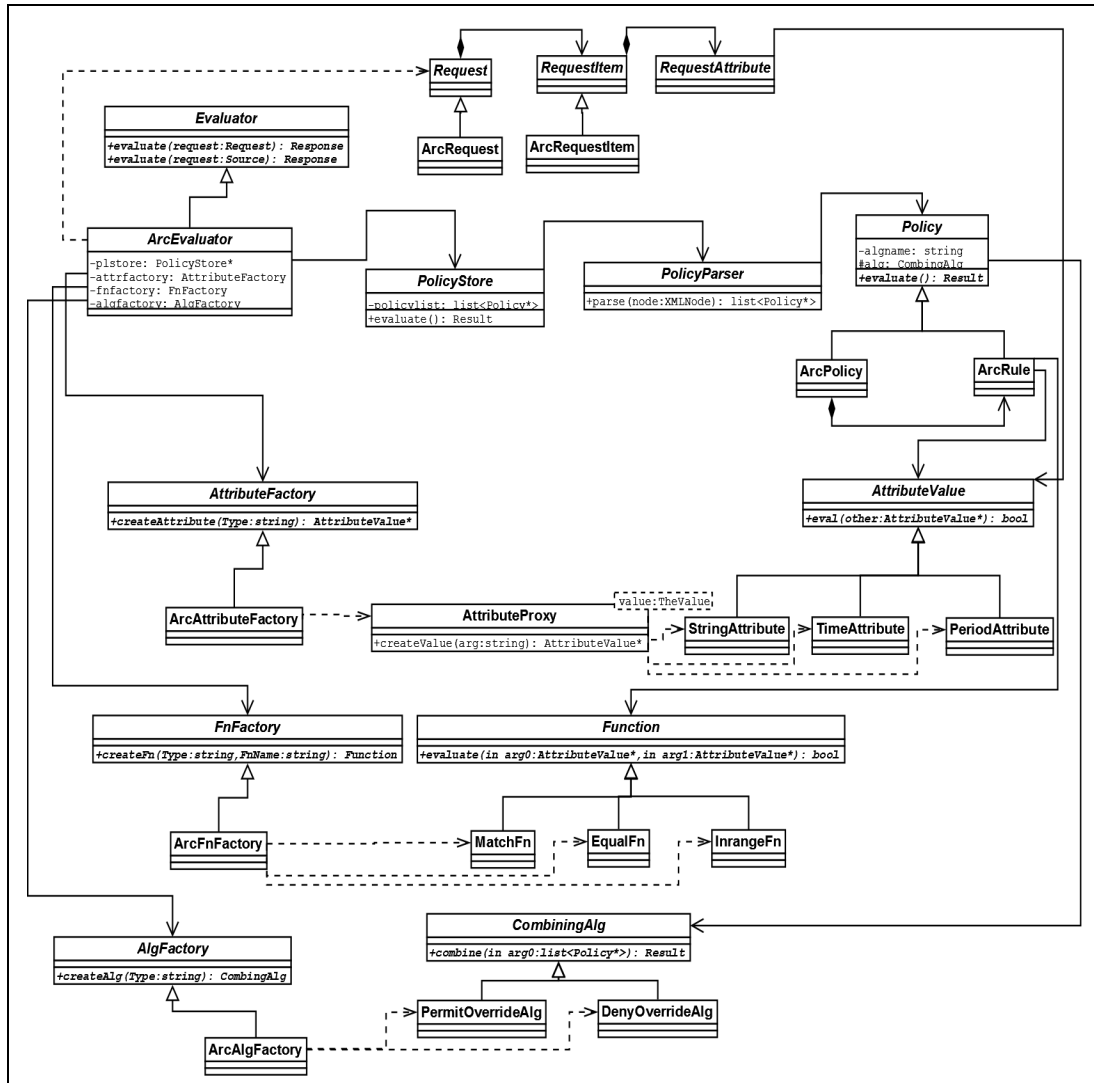 Request
RequestItem
RequestAttribute
Evaluator
+evaluate(request:Request): Response
+evaluate(request:Source): Response
ArcRequest
ArcRequestItem
ArcEvaluator
-plstore: PolicyStore*
-attrfactory: AttributeFactory
-fnfactory: FnFactory
-algfactory: AlgFactory
PolicyStore
-policylist: list<Policy*>
+evaluate(): Result
PolicyParser
+parse(node:XMLNode): list<Policy*>
Policy
-algname: string
#alg: CombingAlg
+evaluate(): Result
ArcPolicy
ArcRule
AttributeFactory
+createAttribute(Type:string): AttributeValue*
AttributeValue
+eval(other:AttributeValue*): bool
ArcAttributeFactory
AttributeProxy
value:TheValue
+createValue(arg:string): AttributeValue*
StringAttribute
TimeAttribute
PeriodAttribute
FnFactory
+createFn(Type:string,FnName:string): Function
Function
+evaluate(in arg0:AttributeValue*,in arg1:AttributeValue*): bool
ArcFnFactory
MatchFn
EqualFn
InrangeFn
AlgFactory
+createAlg(Type:string): CombingAlg
CombiningAlg
+combine(in arg0:list<Policy*>): Result
ArcAlgFactory
PermitOverrideAlg
DenyOverrideAlg